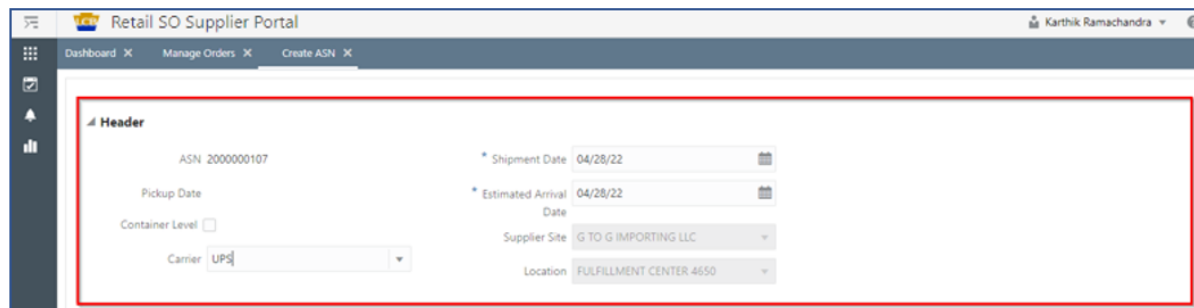 LCB
Retail SO Supplier Portal
Karthik Ramachandra
Dashboard X Manage Orders X Create ASN X
Header
ASN 2000000107
* Shipment Date 04/28/22
Pickup Date
* Estimated Arrival Date 04/28/22
Container Level
Supplier Site G TO G IMPORTING LLC
Carrier UPS
Location FULFILLMENT CENTER 4650